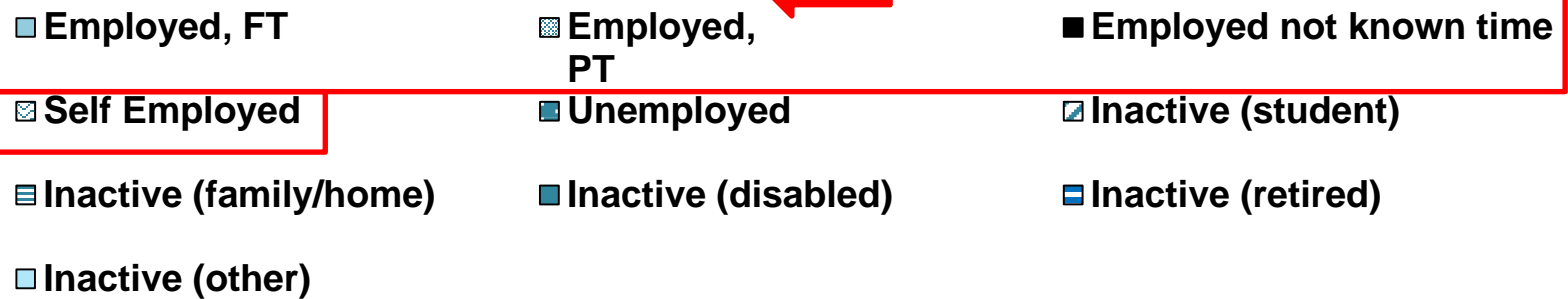 Employed, FT
Employed,
PT
Employed not known time
Self Employed
Unemployed
Inactive (student)
Inactive (family/home)
Inactive (disabled)
Inactive (retired)
Inactive (other)